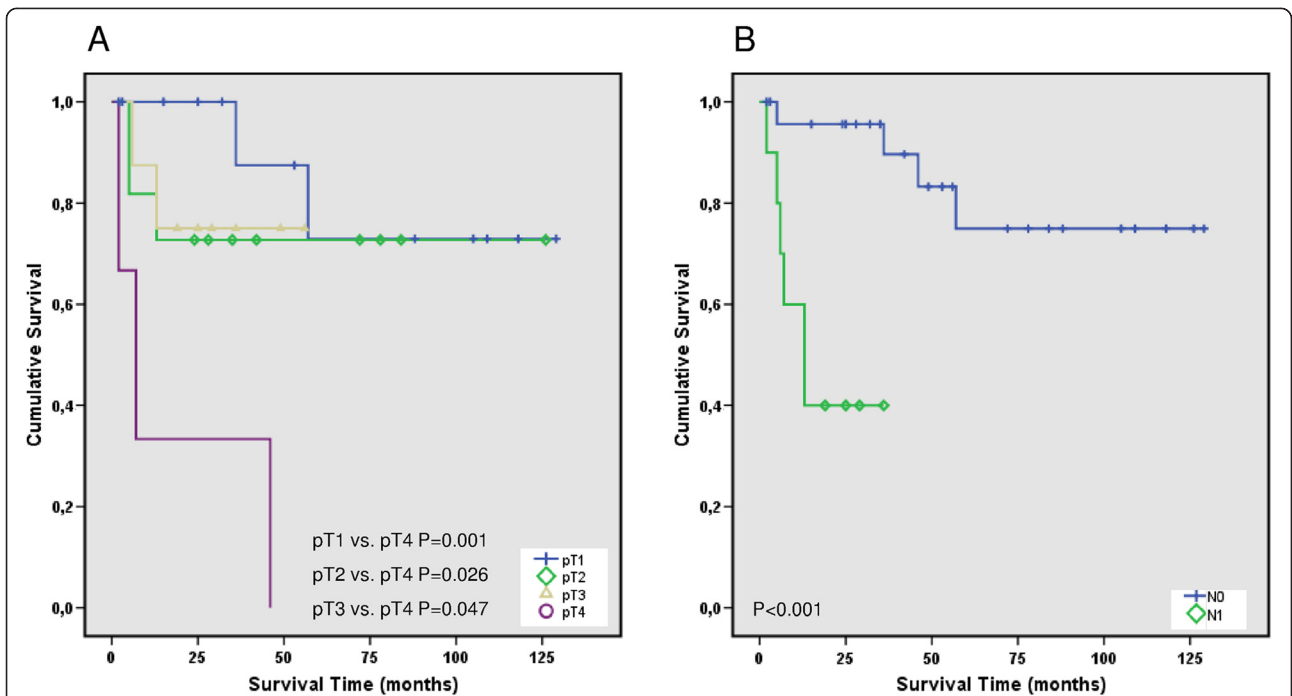 A
1,0
0,8
0,6
0,4
0,2
0,0
Cumulative Survival
pT1 vs. pT4 P=0.001
pT2 vs. pT4 P=0.026
pT3 vs. pT4 P=0.047
pT1
pT2
pT3
pT4
0 25 50 75 100 125
Survival Time (months)
B
1,0
0,8
0,6
0,4
0,2
0,0
Cumulative Survival
P<0.001
N0
N1
0 25 50 75 100 125
Survival Time (months)